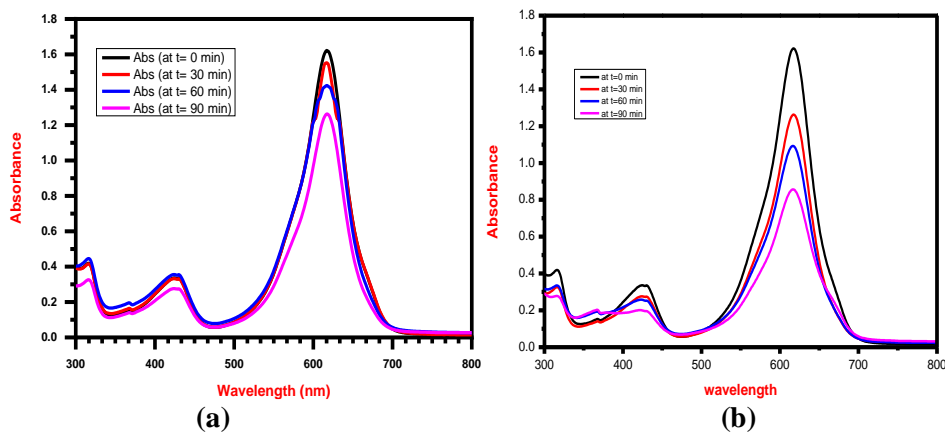 1.8
1.6
1.4
1.2
1.0
0.8
0.6
0.4
0.2
0.0
Absorbance
Abs (at t= 0 min)
Abs (at t= 30 min)
Abs (at t= 60 min)
Abs (at t= 90 min)
300 400 500 600 700 800
Wavelength (nm)
(a)
1.8
1.6
1.4
1.2
1.0
0.8
0.6
0.4
0.2
0.0
Absorbance
at t=0 min
at t=30 min
at t=60 min
at t=90 min
300 400 500 600 700 800
wavelength
(b)